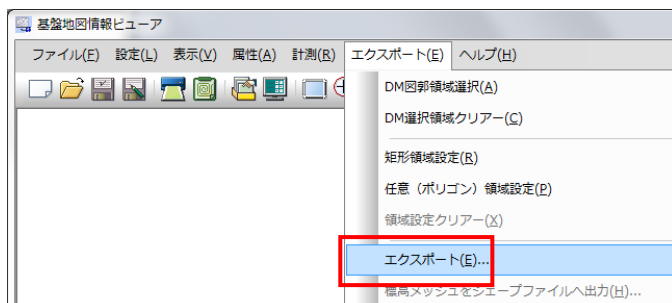 基盤地図情報ビューア
ファイル(F) 設定(L) 表示(V) 属性(A) 計測(R) エクスポート(E) ヘルプ(H)
DM図郭領域選択(A)
DM選択領域クリアー(C)
矩形領域設定(R)
任意（ポリゴン）領域設定(P)
領域設定クリアー(X)
エクスポート(E)...
標高メッシュをシェープファイルへ出力(H)...